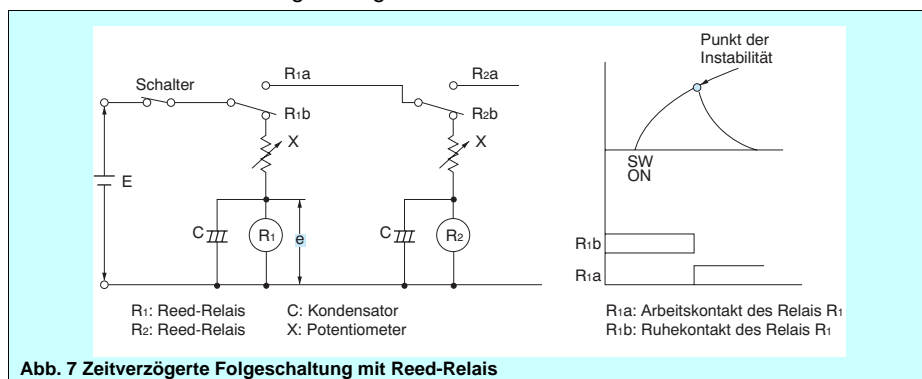 Punkt der
Instabilität
Schalter
R1a
R2a
R1b
R2b
X
X
SW
ON
E
C
R1
e
C
R2
R1b
R1a
R1: Reed-Relais
C: Kondensator
R1a: Arbeitskontakt des Relais R1
R2: Reed-Relais
X: Potentiometer
R1b: Ruhekontakt des Relais R1
Abb. 7 Zeitverzögerte Folgeschaltung mit Reed-Relais